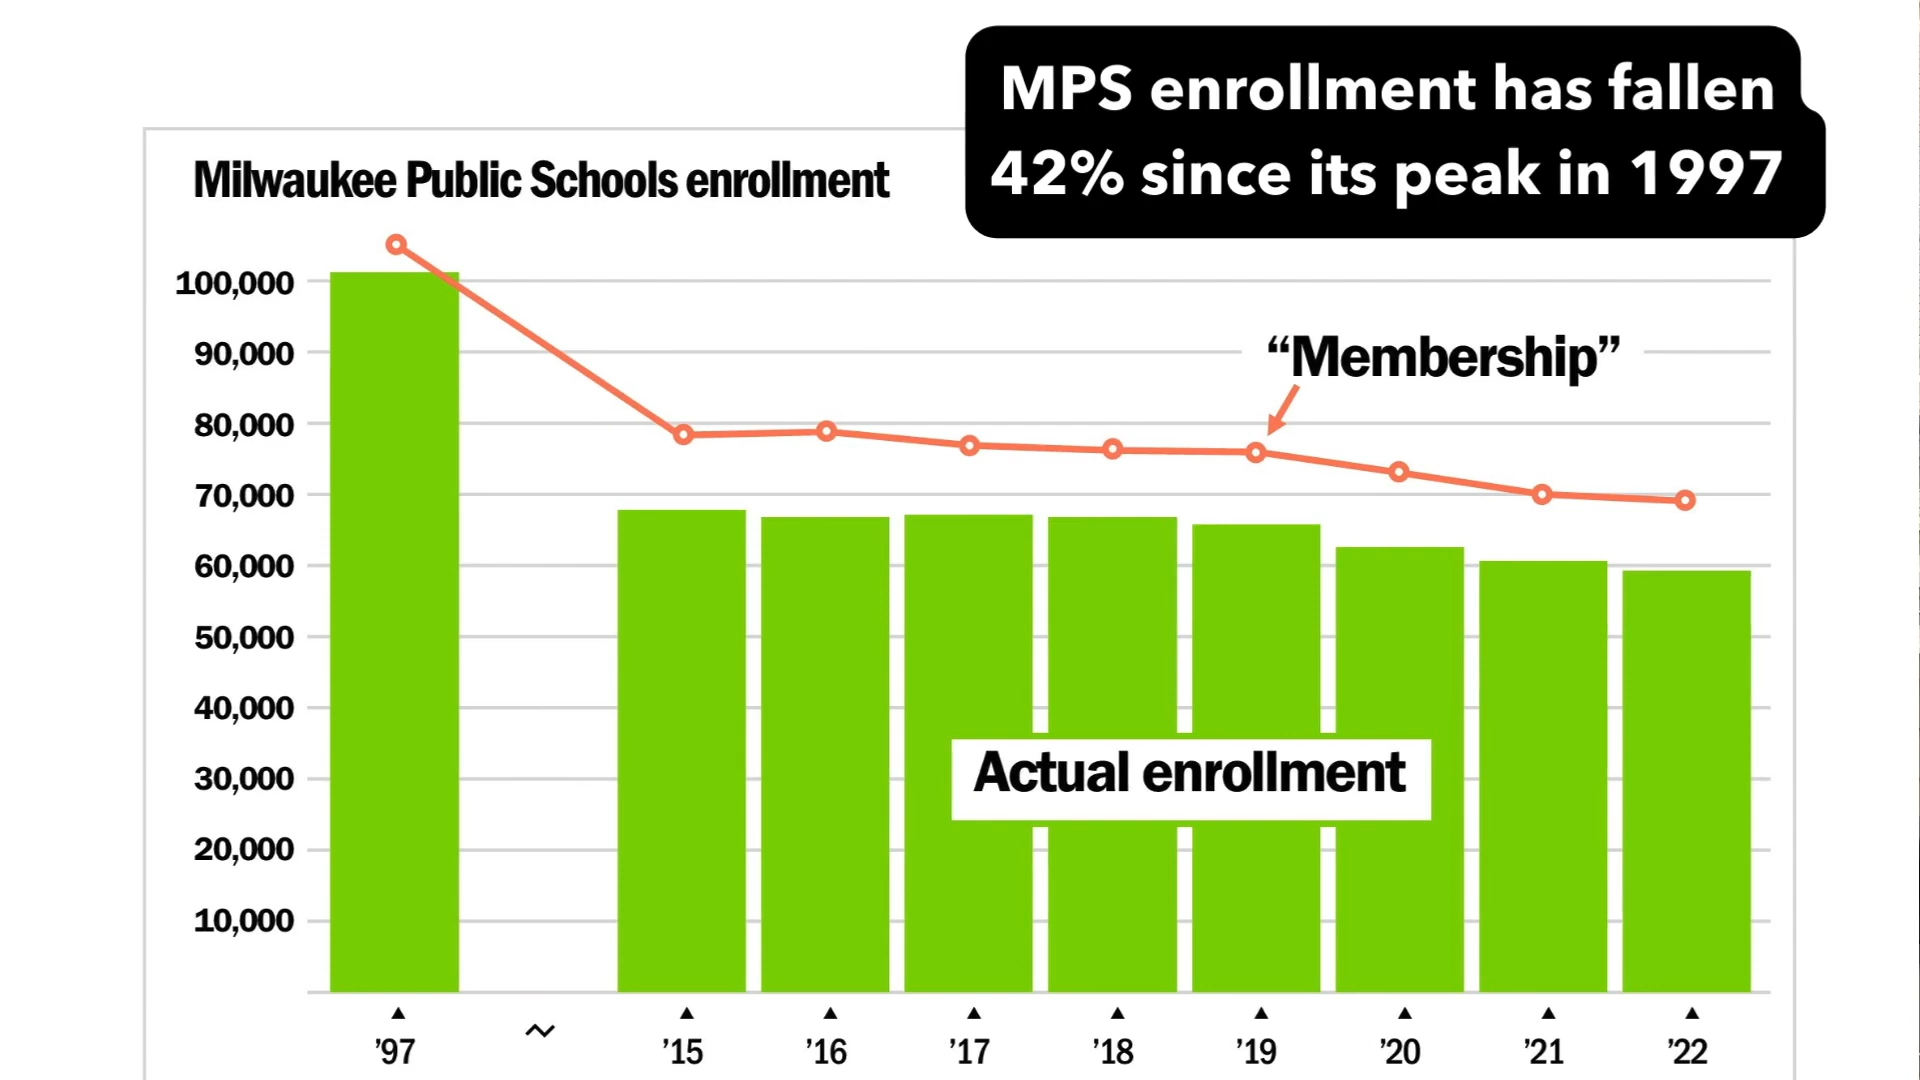 MPS enrollment has fallen
42% since its peak in 1997
Milwaukee Public Schools enrollment
100,000
90,000
“Membership”
80,000
70,000
60,000
50,000
40,000
30,000
Actual enrollment
20,000
10,000
’97 ’15 ’16 ’17 ’18 ’19 ’20 ’21 ’22